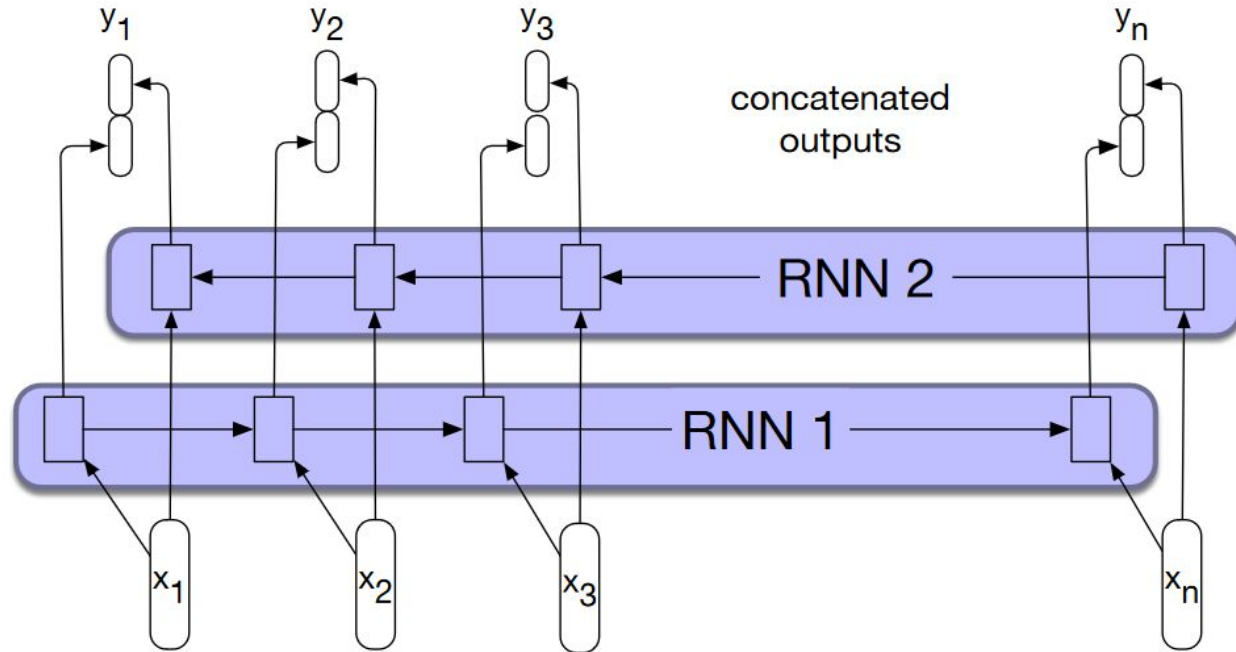 y1 y2 y3 yn
concatenated
outputs
RNN 2
RNN 1
x1 x2 x3 xn